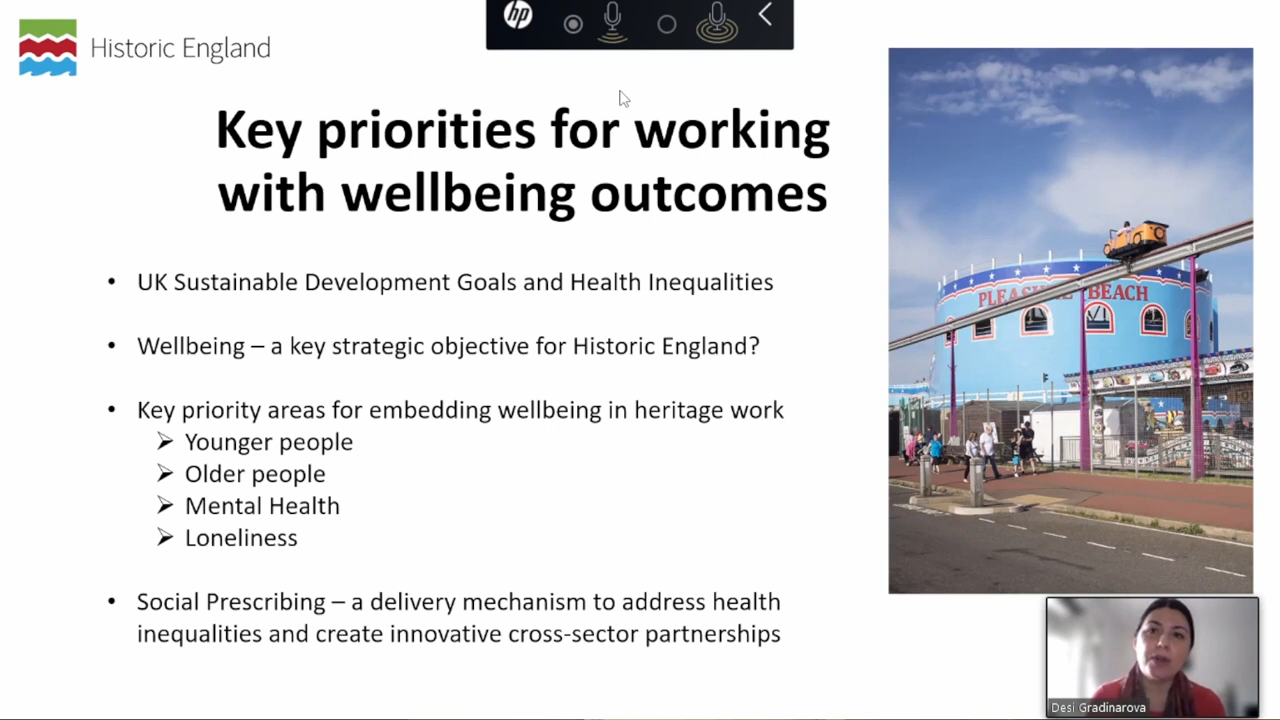 hp
Historic England
Key priorities for working
with wellbeing outcomes
• UK Sustainable Development Goals and Health Inequalities
• Wellbeing – a key strategic objective for Historic England?
• Key priority areas for embedding wellbeing in heritage work
➢ Younger people
➢ Older people
➢ Mental Health
➢ Loneliness
• Social Prescribing – a delivery mechanism to address health
inequalities and create innovative cross-sector partnerships
PLEASURE BEACH
Desi Gradinarova